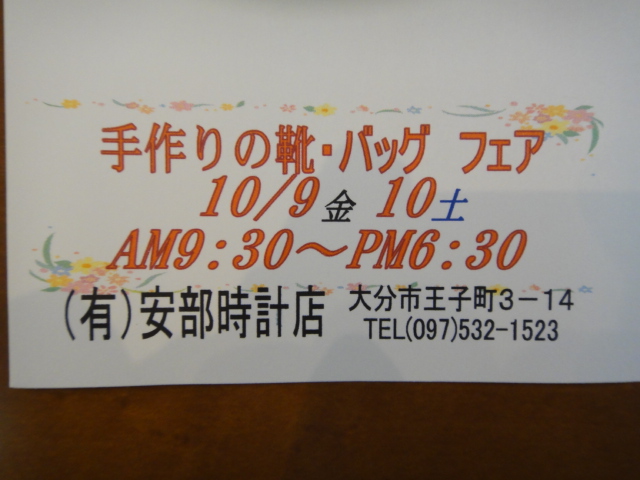 手作りの靴・バッグ フェア
10/9金 10土
AM9:30～PM6:30
(有)安部時計店 大分市王子町3-14
TEL(097)532-1523